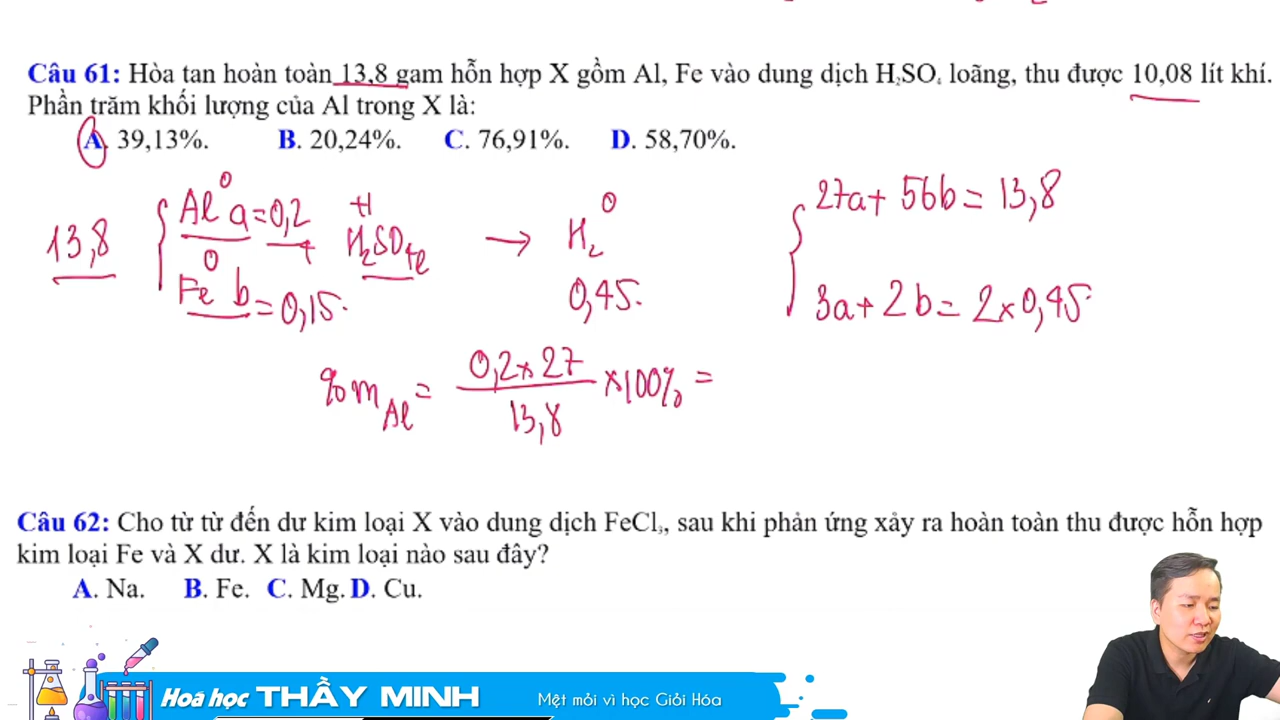 Câu 61: Hòa tan hoàn toàn 13,8 gam hỗn hợp X gồm Al, Fe vào dung dịch H₂SO₄ loãng, thu được 10,08 lít khí.
Phần trăm khối lượng của Al trong X là:
A. 39,13%. B. 20,24%. C. 76,91%. D. 58,70%.
13,8 { Al⁰ a = 0,2 + H₂SO₄ → H₂⁰ { 27a + 56b = 13,8
Fe⁰ b = 0,15. +1 0,45. 3a + 2b = 2 x 0,45
%m Al = 0,2 x 27 / 13,8 x 100% =
Câu 62: Cho từ từ đến dư kim loại X vào dung dịch FeCl₃, sau khi phản ứng xảy ra hoàn toàn thu được hỗn hợp
kim loại Fe và X dư. X là kim loại nào sau đây?
A. Na. B. Fe. C. Mg. D. Cu.
Hoá học THẦY MINH Mệt mỏi vì học Giỏi Hóa